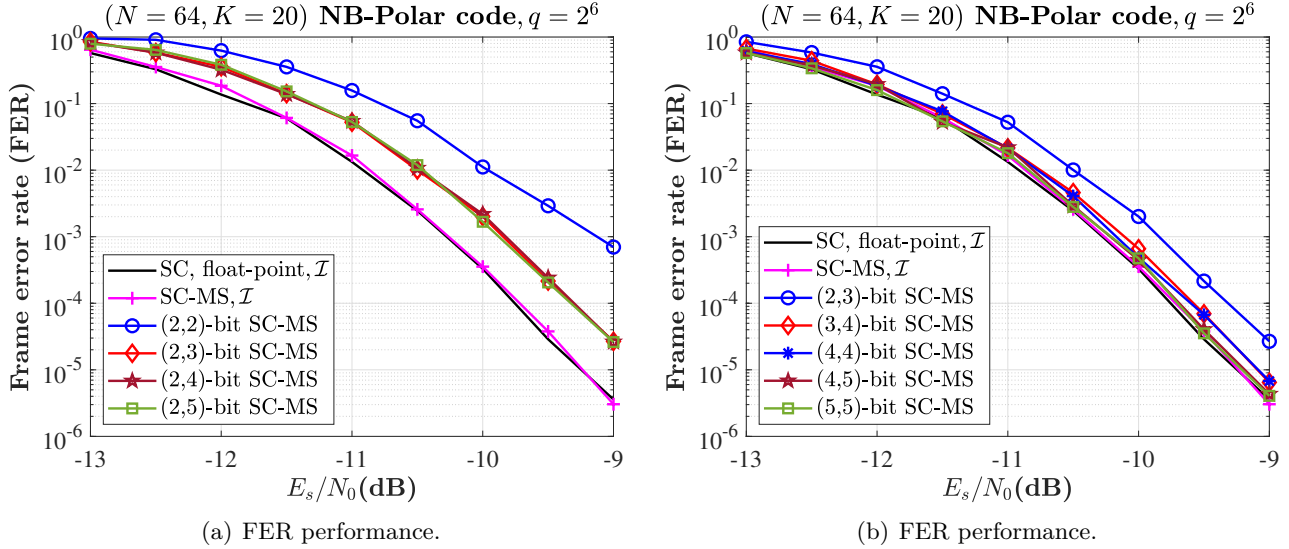 (N = 64, K = 20) NB-Polar code, q = 2^6
Frame error rate (FER)
10^0
10^-1
10^-2
10^-3
10^-4
10^-5
10^-6
SC, float-point, ℐ
SC-MS, ℐ
(2,2)-bit SC-MS
(2,3)-bit SC-MS
(2,4)-bit SC-MS
(2,5)-bit SC-MS
-13 -12 -11 -10 -9
E_s/N_0(dB)
(a) FER performance.
(N = 64, K = 20) NB-Polar code, q = 2^6
Frame error rate (FER)
10^0
10^-1
10^-2
10^-3
10^-4
10^-5
10^-6
SC, float-point, ℐ
SC-MS, ℐ
(2,3)-bit SC-MS
(3,4)-bit SC-MS
(4,4)-bit SC-MS
(4,5)-bit SC-MS
(5,5)-bit SC-MS
-13 -12 -11 -10 -9
E_s/N_0(dB)
(b) FER performance.